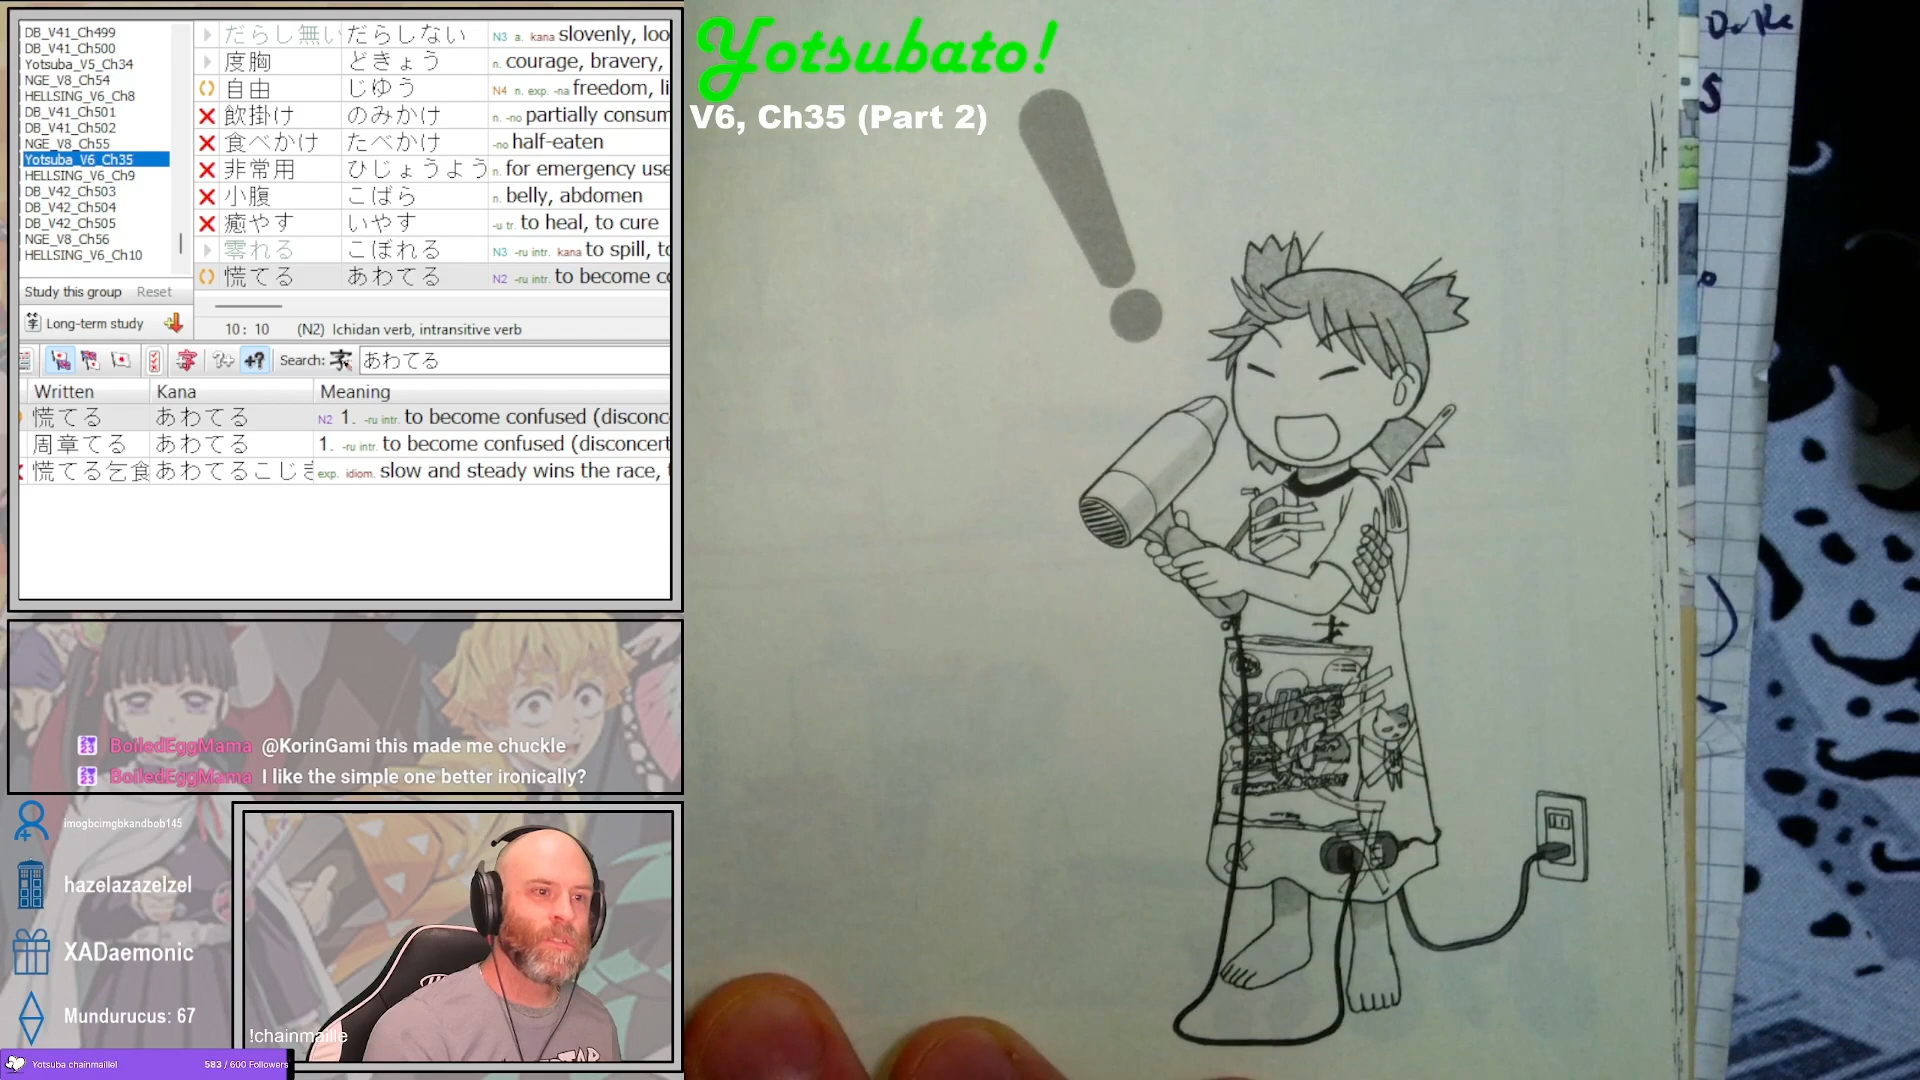 DB_V41_Ch499
DB_V41_Ch500
Yotsuba_V5_Ch34
NGE_V8_Ch54
HELLSING_V6_Ch8
DB_V41_Ch501
DB_V41_Ch502
NGE_V8_Ch55
Yotsuba_V6_Ch35
HELLSING_V6_Ch9
DB_V42_Ch503
DB_V42_Ch504
DB_V42_Ch505
NGE_V8_Ch56
HELLSING_V6_Ch10
Study this group Reset
Long-term study
だらし無い だらしない N3 a. kana slovenly, loo
度胸 どきょう n. courage, bravery,
自由 じゆう N4 n. exp. -na freedom, li
飲掛け のみかけ n. -no partially consum
食べかけ たべかけ -no half-eaten
非常用 ひじょうよう n. for emergency use
小腹 こばら n. belly, abdomen
癒やす いやす -u tr. to heal, to cure
零れる こぼれる N3 -ru intr. kana to spill, to
慌てる あわてる N2 -ru intr. to become co
10: 10 (N2) Ichidan verb, intransitive verb
Search: あわてる
Written Kana Meaning
慌てる あわてる N2 1. -ru intr. to become confused (disconc
周章てる あわてる 1. -ru intr. to become confused (disconcert
慌てる乞食 あわてるこじき exp. idiom. slow and steady wins the race,
BoiledEggMama @KorinGami this made me chuckle
BoiledEggMama I like the simple one better ironically?
imogbcimgbkandbob145
hazelazazelzel
XADaemonic
Mundurucus: 67
!chainmaille
Yotsuba chainmaille! 583 / 600 Followers
Yotsubato!
V6, Ch35 (Part 2)